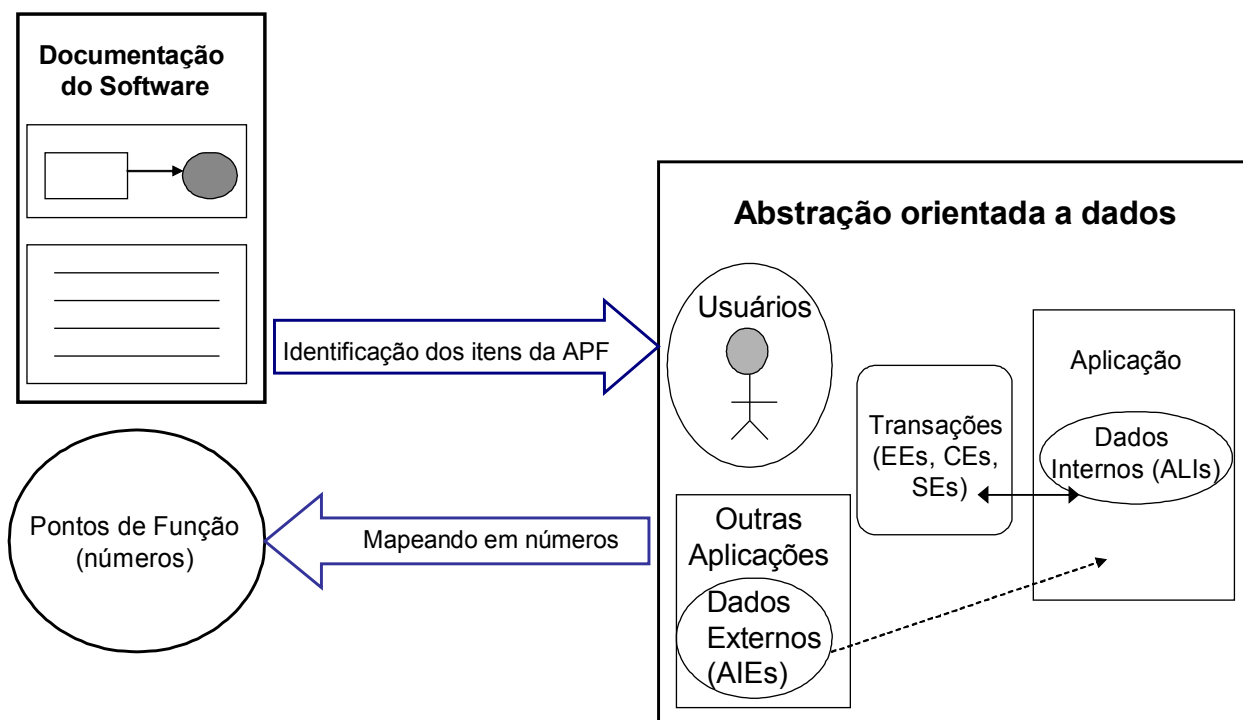 Documentação
do Software
Identificação dos itens da APF
Pontos de Função
(números)
Mapeando em números
Abstração orientada a dados
Usuários
Transações
(EEs, CEs,
SEs)
Aplicação
Dados
Internos (ALIs)
Outras
Aplicações
Dados
Externos
(AIEs)